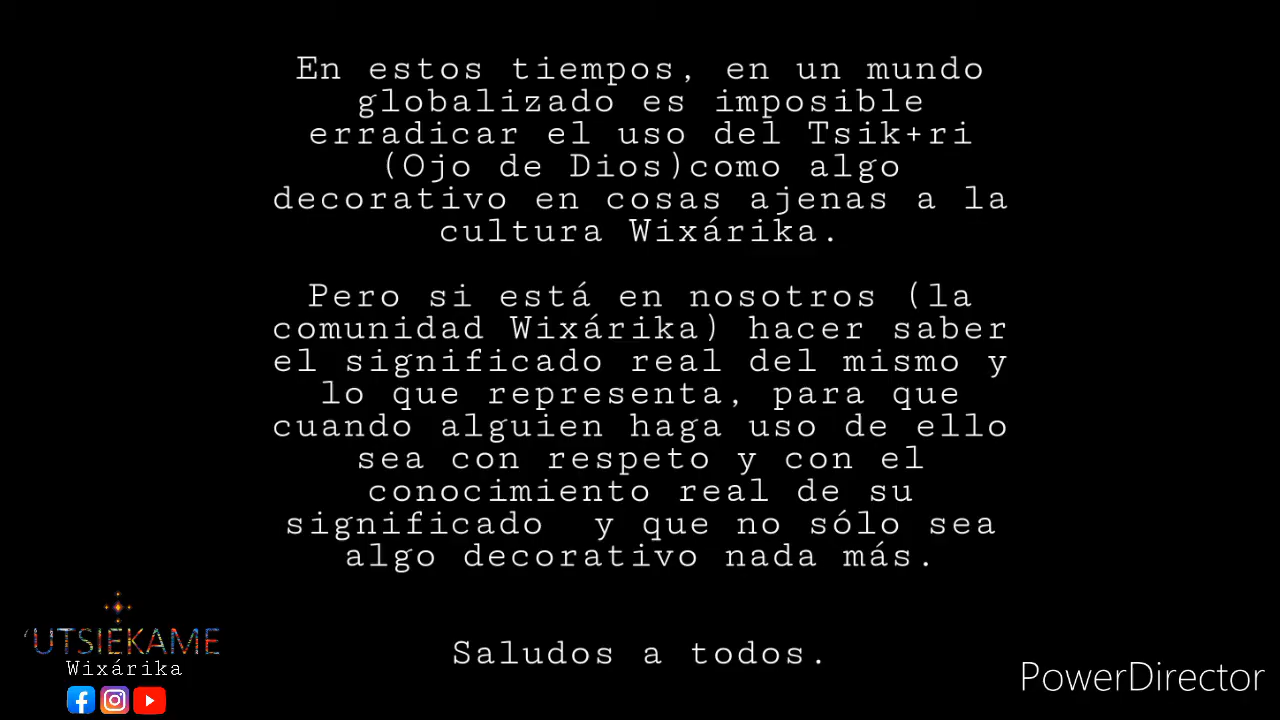 En estos tiempos, en un mundo
globalizado es imposible
erradicar el uso del Tsik+ri
(Ojo de Dios)como algo
decorativo en cosas ajenas a la
cultura Wixárika.
Pero si está en nosotros (la
comunidad Wixárika) hacer saber
el significado real del mismo y
lo que representa, para que
cuando alguien haga uso de ello
sea con respeto y con el
conocimiento real de su
significado  y que no sólo sea
algo decorativo nada más.
Saludos a todos.
'UTSIEKAME
Wixárika
PowerDirector